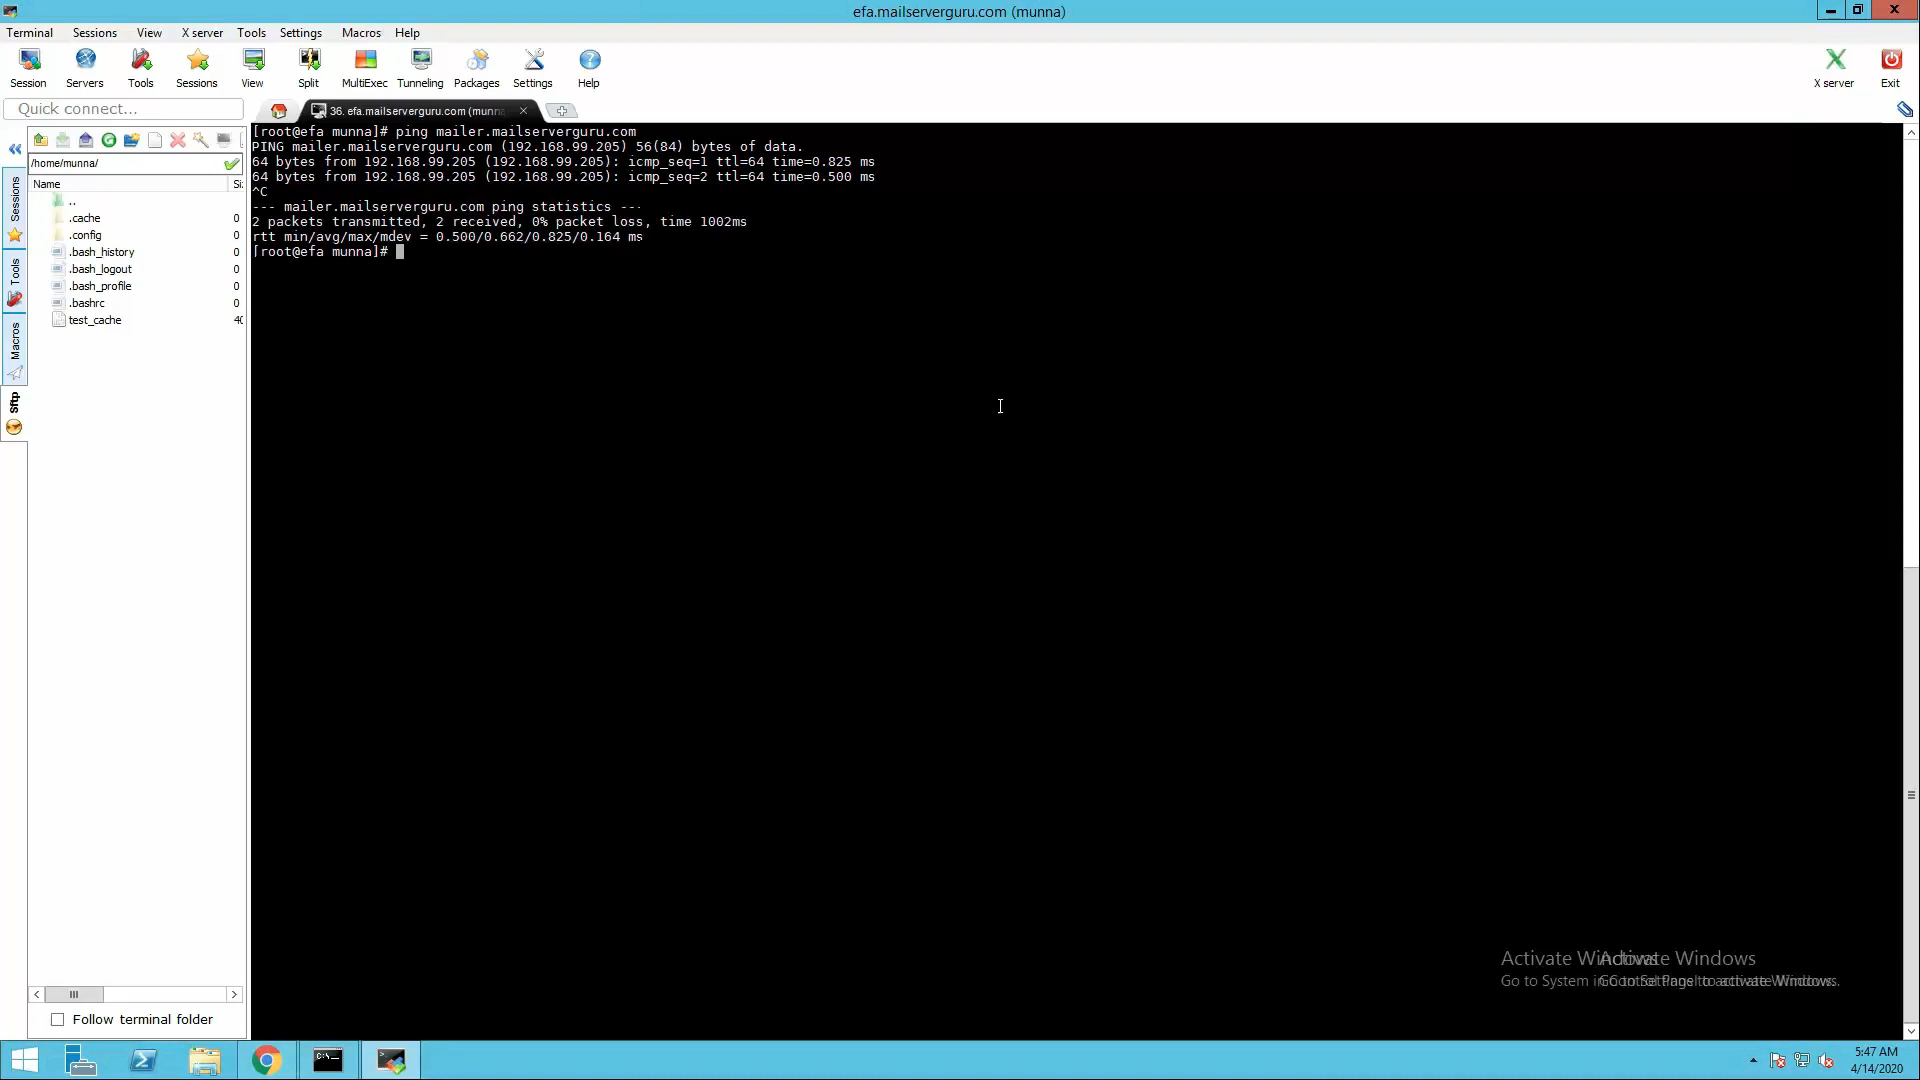 efa.mailserverguru.com (munna)
Terminal Sessions View X server Tools Settings Macros Help
Session Servers Tools Sessions View Split MultiExec Tunneling Packages Settings Help X server Exit
Quick connect...
36. efa.mailserverguru.com (munna
/home/munna/
Name Si
..
.cache 0
.config 0
.bash_history 0
.bash_logout 0
.bash_profile 0
.bashrc 0
test_cache
Sessions
Tools
Macros
Sftp
[root@efa munna]# ping mailer.mailserverguru.com
PING mailer.mailserverguru.com (192.168.99.205) 56(84) bytes of data.
64 bytes from 192.168.99.205 (192.168.99.205): icmp_seq=1 ttl=64 time=0.825 ms
64 bytes from 192.168.99.205 (192.168.99.205): icmp_seq=2 ttl=64 time=0.500 ms
^C
--- mailer.mailserverguru.com ping statistics ---
2 packets transmitted, 2 received, 0% packet loss, time 1002ms
rtt min/avg/max/mdev = 0.500/0.662/0.825/0.164 ms
[root@efa munna]#
Activate Windows Activate Windows
Go to System in
Follow terminal folder
5:47 AM
4/14/2020